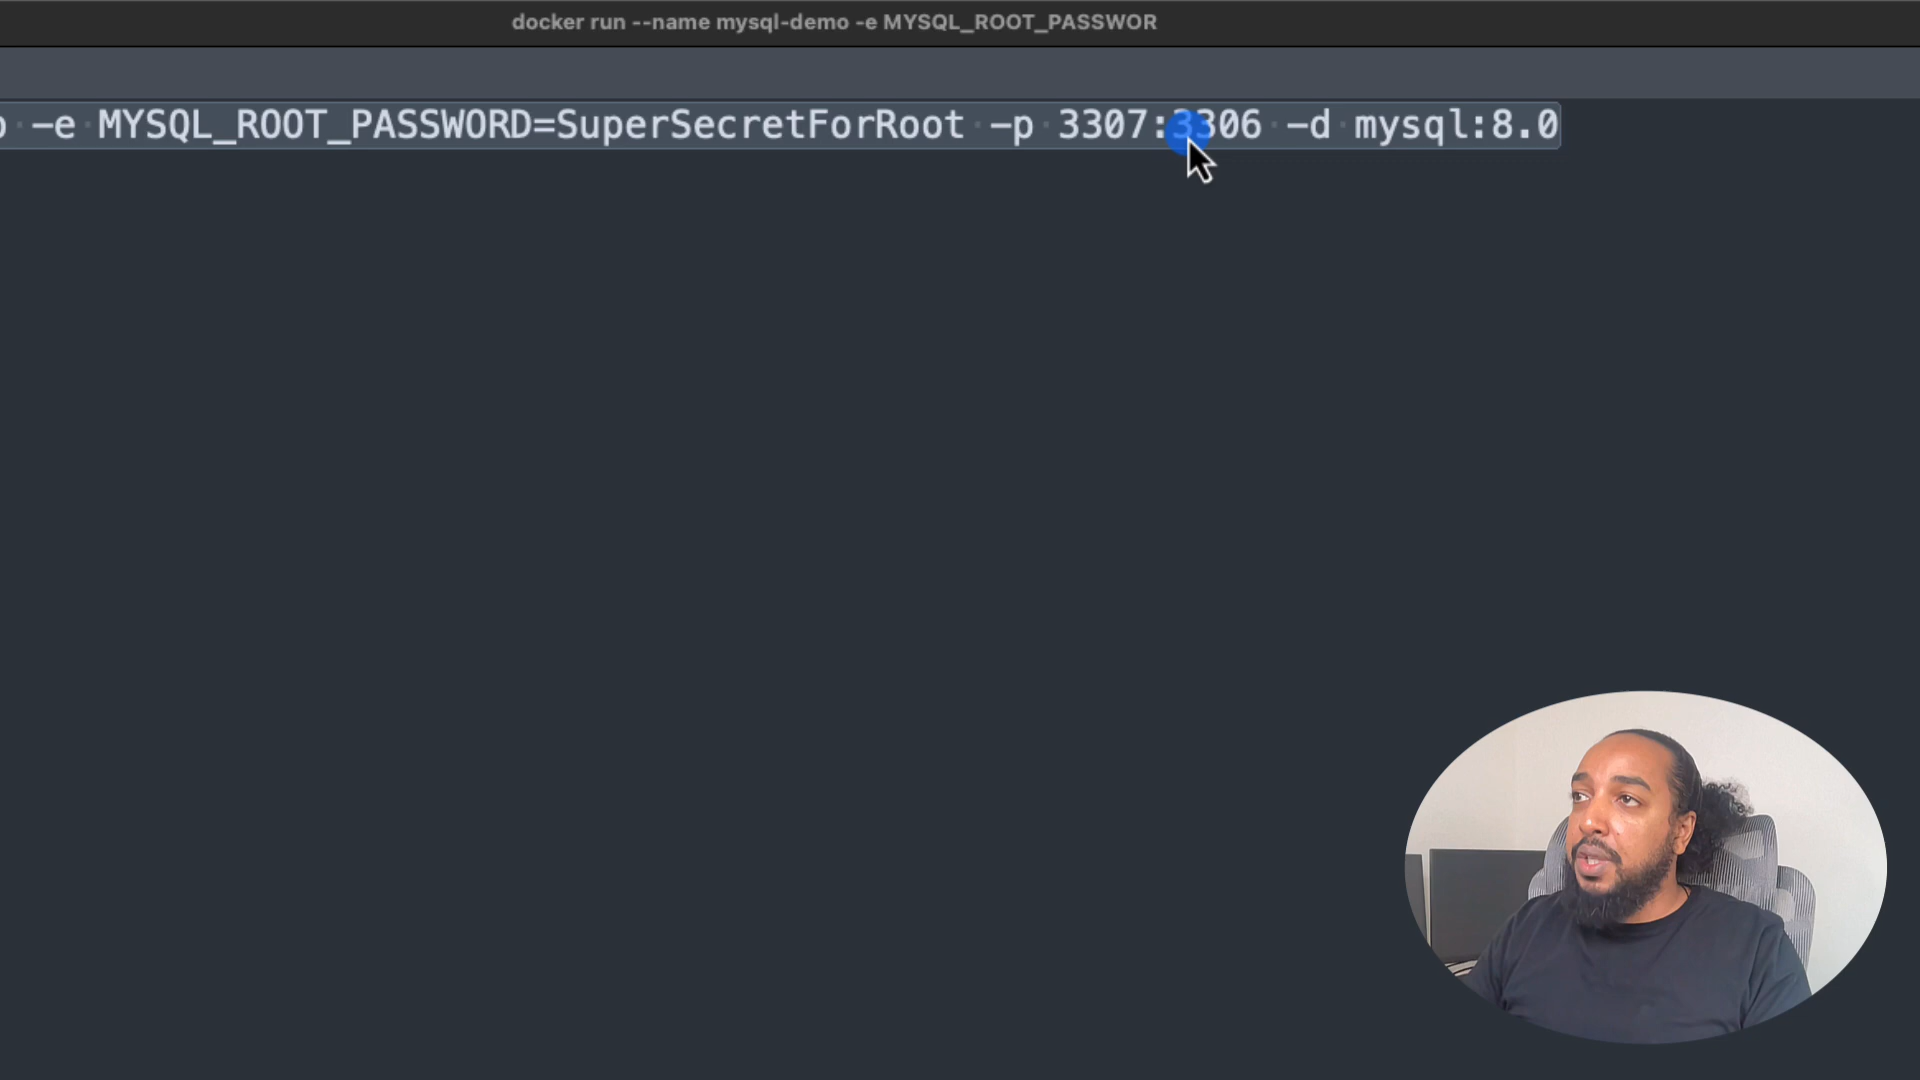 docker run --name mysql-demo -e MYSQL_ROOT_PASSWOR
-e MYSQL_ROOT_PASSWORD=SuperSecretForRoot -p 3307:3306 -d mysql:8.0